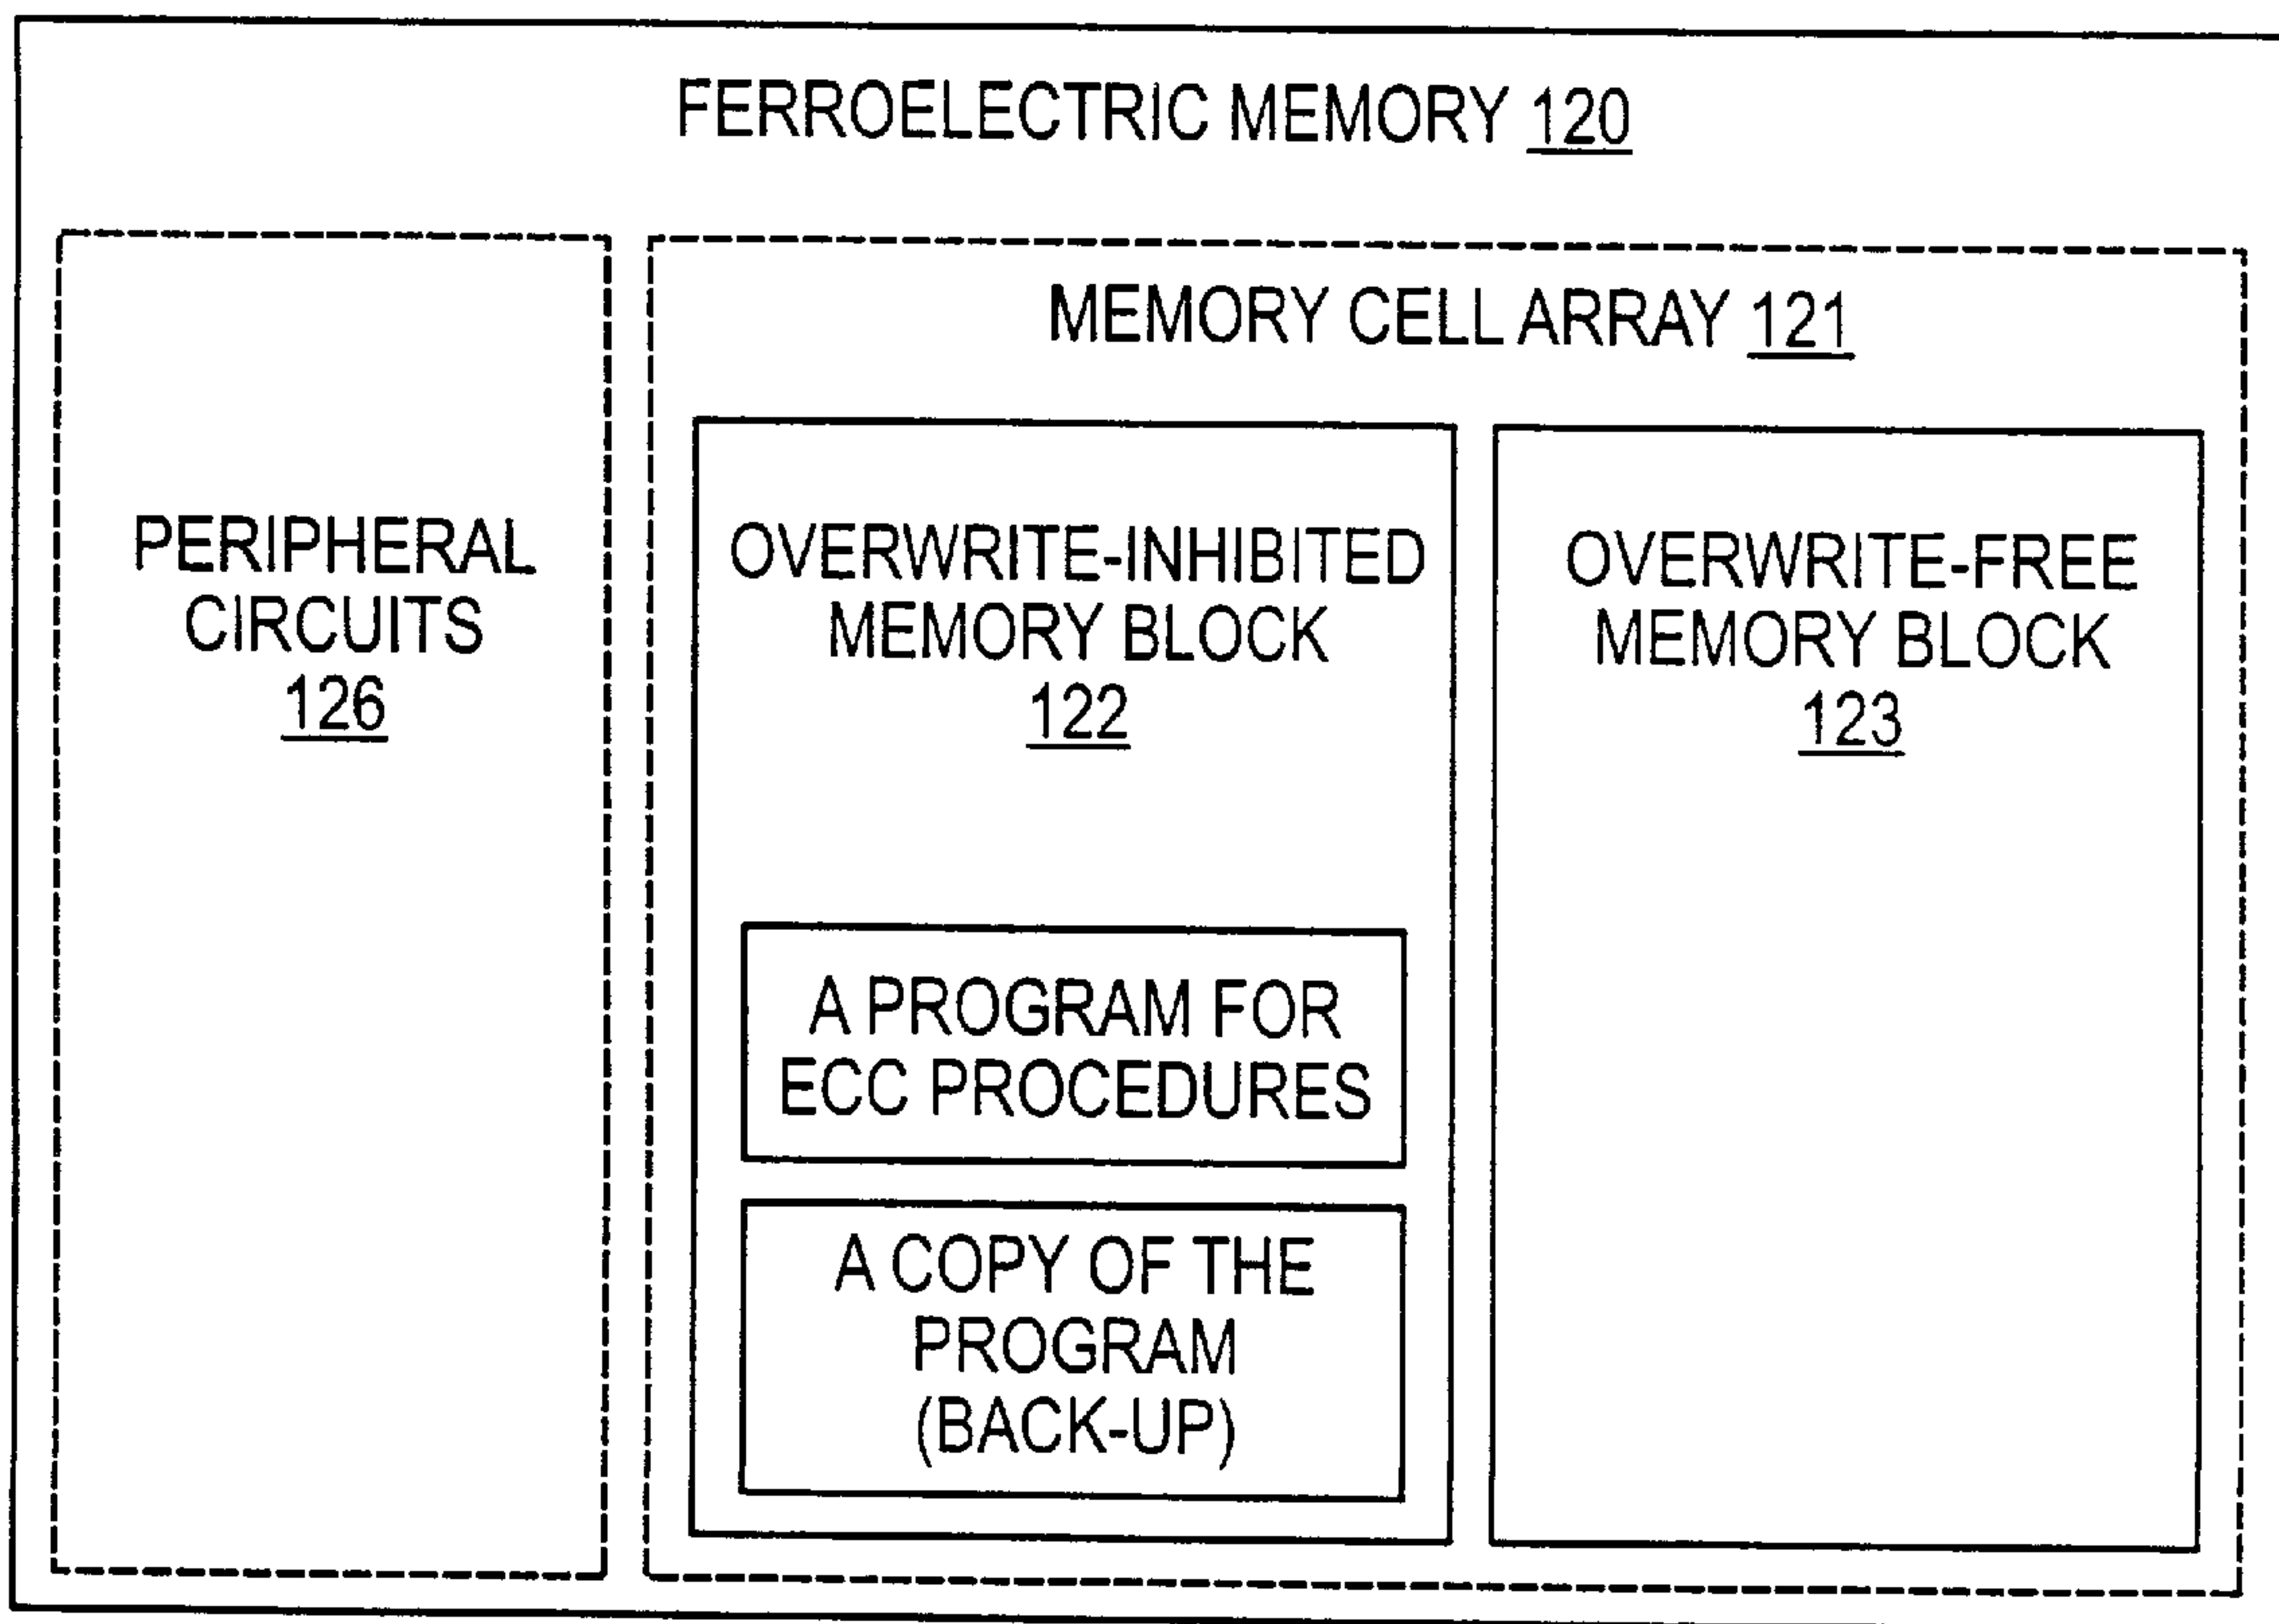 FERROELECTRIC MEMORY 120
MEMORY CELL ARRAY 121
PERIPHERAL
CIRCUITS
126
OVERWRITE-INHIBITED
MEMORY BLOCK
122
A PROGRAM FOR
ECC PROCEDURES
A COPY OF THE
PROGRAM
(BACK-UP)
OVERWRITE-FREE
MEMORY BLOCK
123